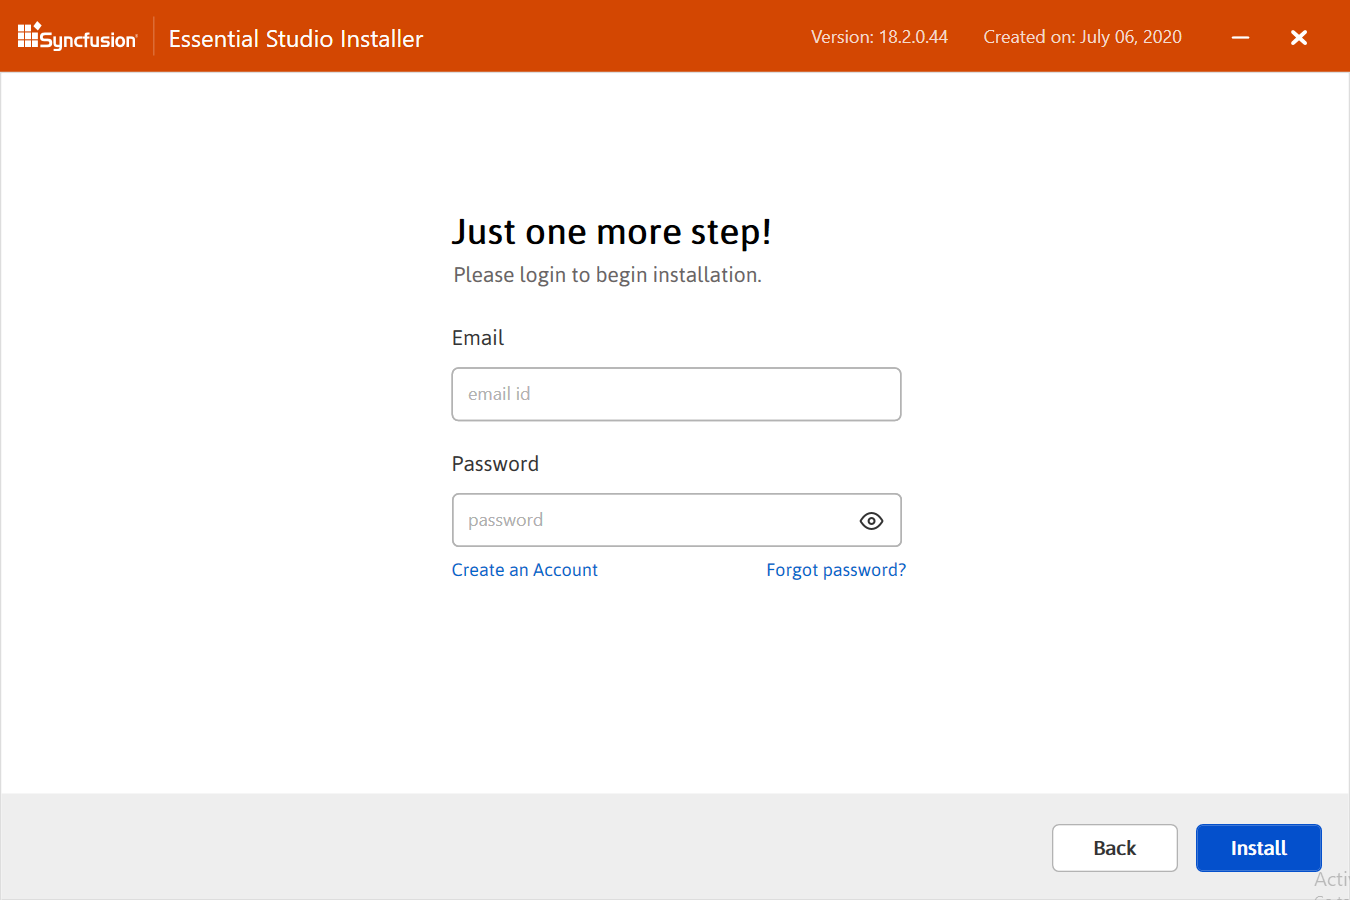 Syncfusion
Essential Studio Installer
Version: 18.2.0.44
Created on: July 06, 2020
Just one more step!
Please login to begin installation.
Email
email id
Password
password
Create an Account
Forgot password?
Back
Install